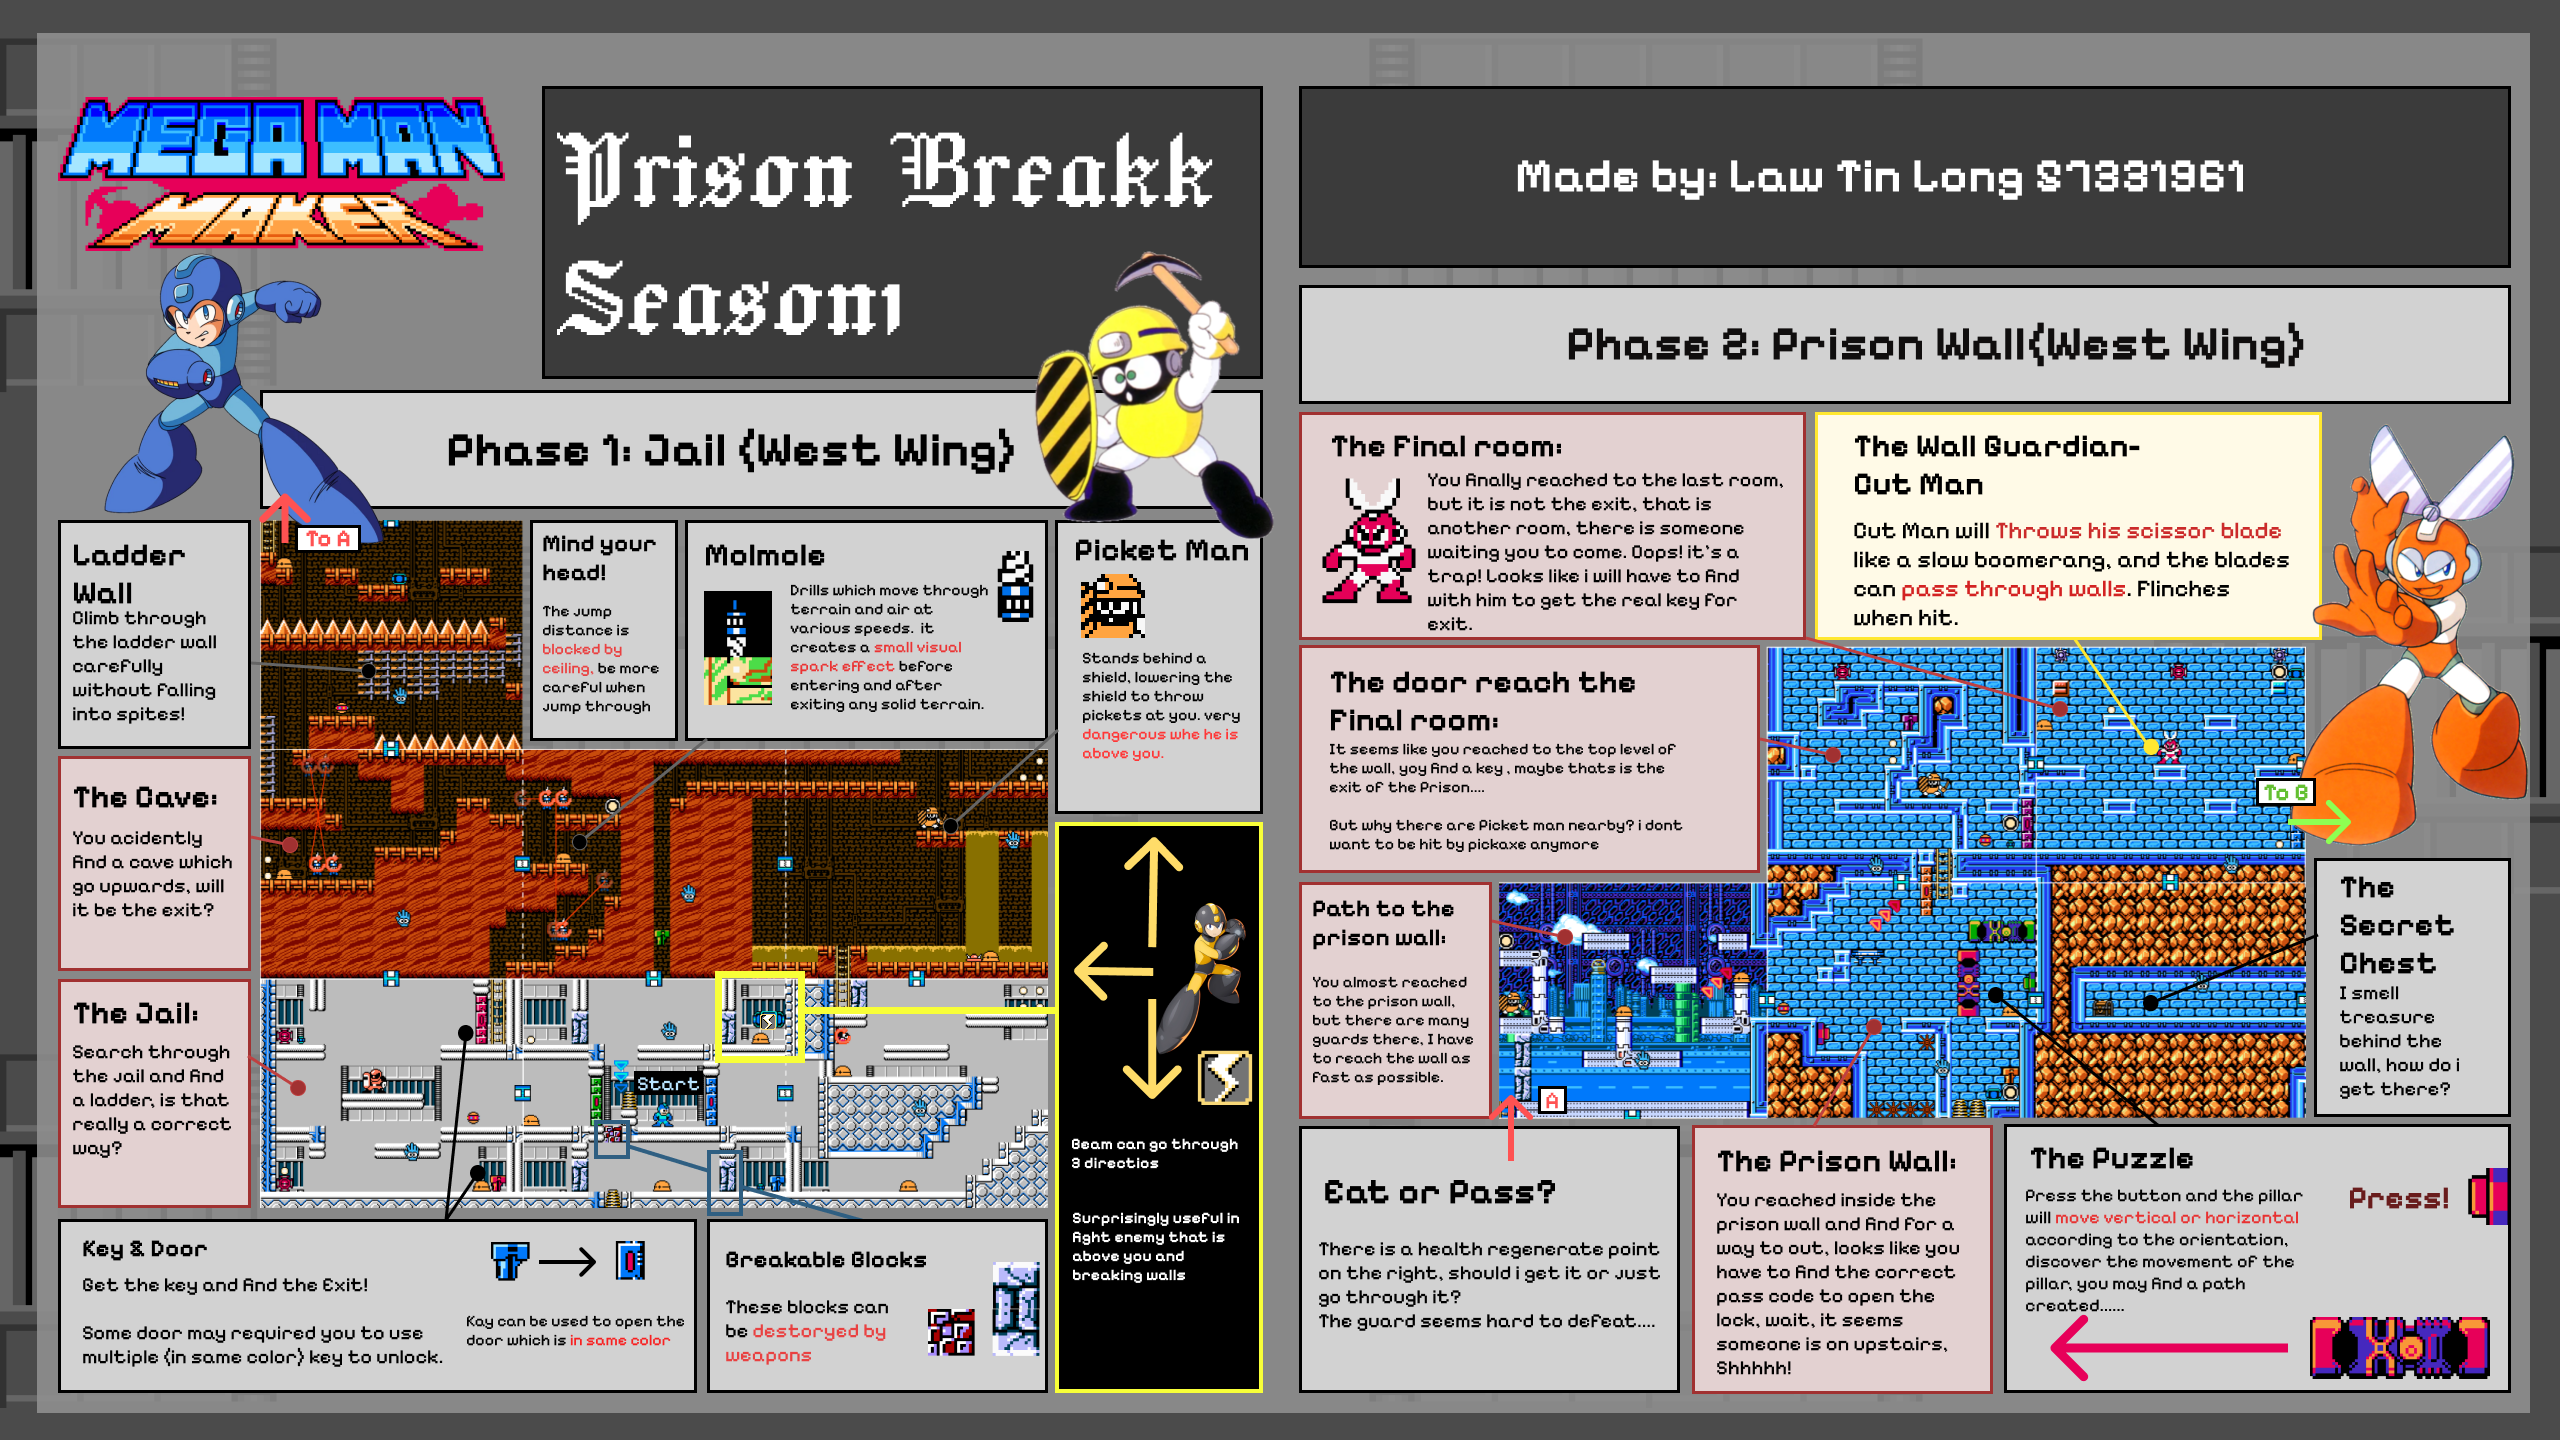 MEGA MAN
MAKER
Prison Breakk
Season1
Made by: Law Tin Long S7331961
Phase 1: Jail (West Wing)
Phase 2: Prison Wall(West Wing)
To A
Ladder
Wall
Climb through
the ladder wall
carefully
without falling
into spites!
Mind your
head!
The jump
distance is
blocked by
ceiling, be more
careful when
jump through
Molmole
Drills which move through
terrain and air at
various speeds. it
creates a small visual
spark effect before
entering and after
exiting any solid terrain.
Picket Man
Stands behind a
shield, lowering the
shield to throw
pickets at you. very
dangerous whe he is
above you.
The Cave:
You acidently
find a cave which
go upwards, will
it be the exit?
The Jail:
Search through
the jail and find
a ladder, is that
really a correct
way?
Start
Key & Door
Get the key and find the Exit!
Some door may required you to use
multiple (in same color) key to unlock.
Kay can be used to open the
door which is in same color
Breakable Blocks
These blocks can
be destoryed by
weapons
Beam can go through
3 directios
Surprisingly useful in
fight enemy that is
above you and
breaking walls
The Final room:
You finally reached to the last room,
but it is not the exit, that is
another room, there is someone
waiting you to come. Oops! it's a
trap! Looks like i will have to find
with him to get the real key for
exit.
The Wall Guardian-
Cut Man
Cut Man will Throws his scissor blade
like a slow boomerang, and the blades
can pass through walls. Flinches
when hit.
The door reach the
Final room:
It seems like you reached to the top level of
the wall, yoy find a key , maybe thats is the
exit of the Prison....
But why there are Picket man nearby? i dont
want to be hit by pickaxe anymore
To B
Path to the
prison wall:
You almost reached
to the prison wall,
but there are many
guards there, I have
to reach the wall as
fast as possible.
A
The
Secret
Chest
I smell
treasure
behind the
wall, how do i
get there?
Eat or Pass?
There is a health regenerate point
on the right, should i get it or just
go through it?
The guard seems hard to defeat....
The Prison Wall:
You reached inside the
prison wall and find for a
way to out, looks like you
have to find the correct
pass code to open the
lock, wait, it seems
someone is on upstairs,
Shhhhh!
The Puzzle
Press the button and the pillar
will move vertical or horizontal
according to the orientation,
discover the movement of the
pillar, you may find a path
created......
Press!